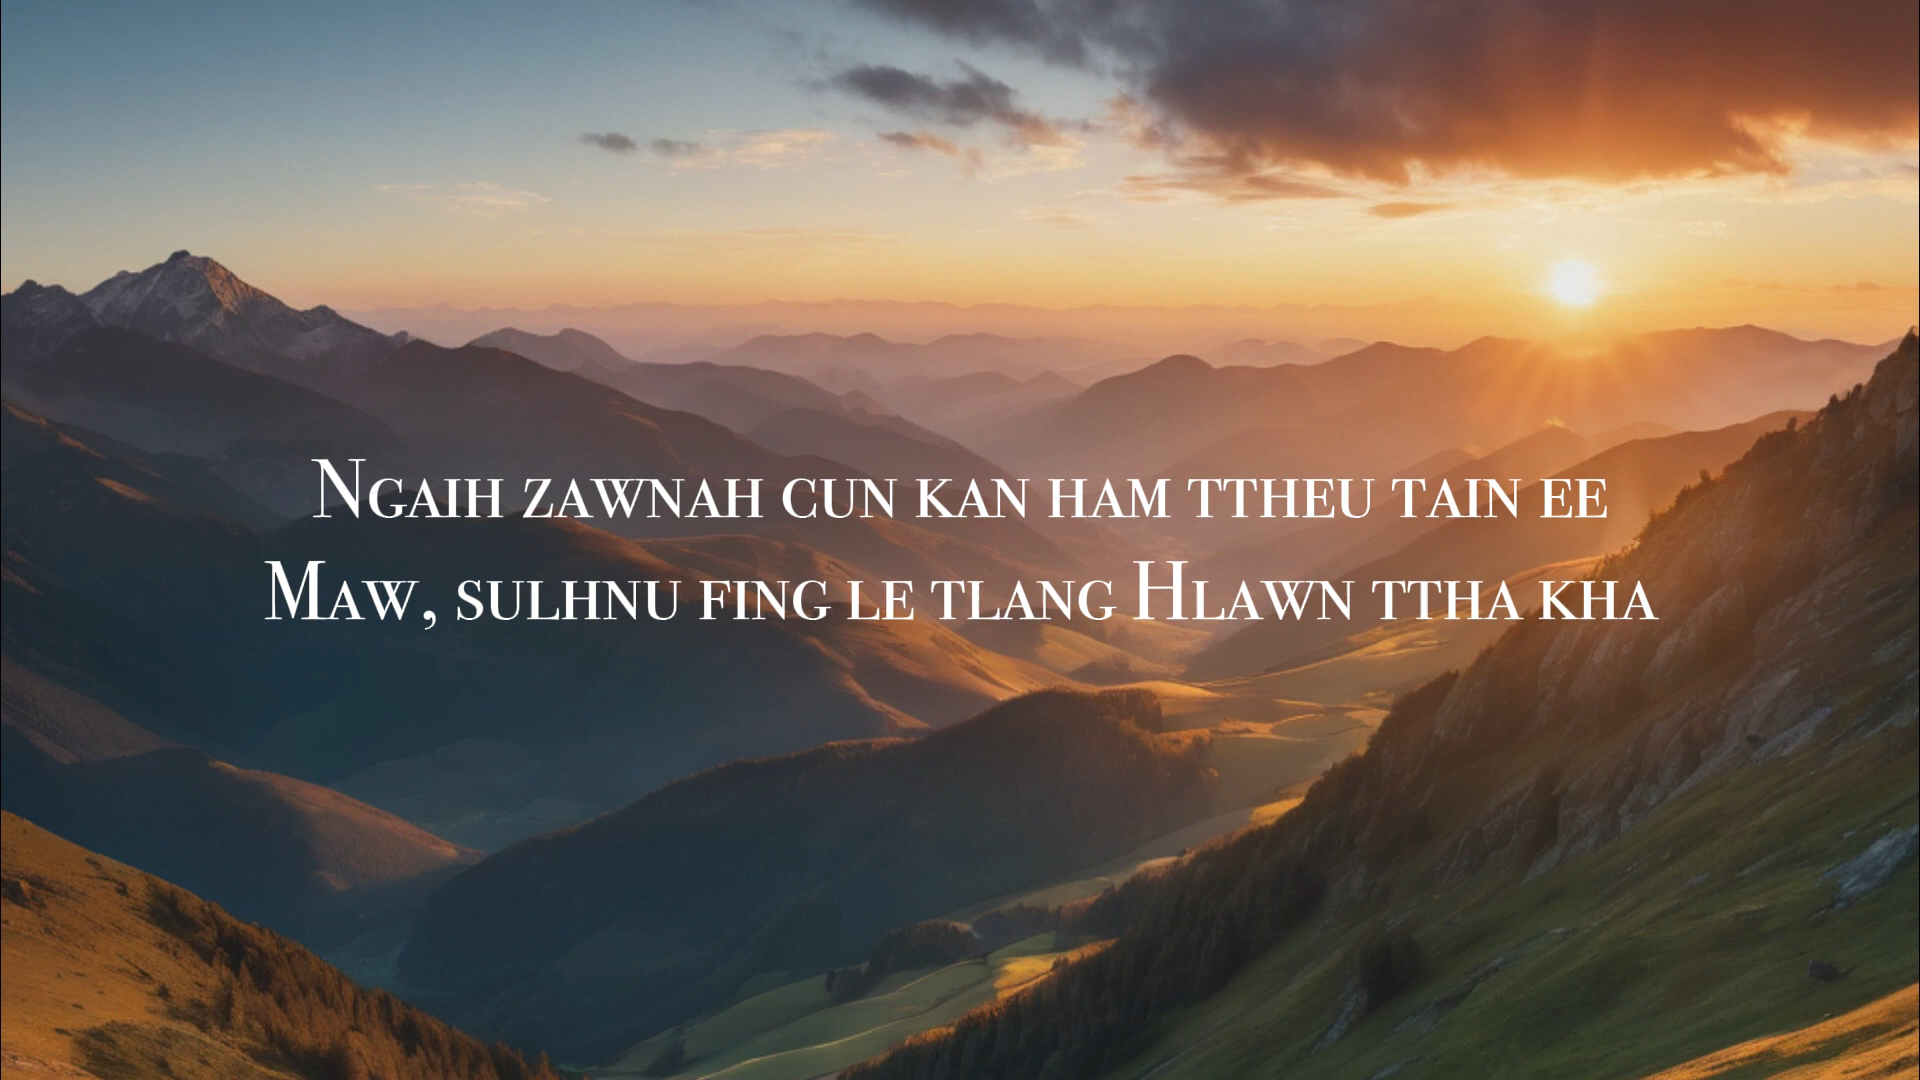 Ngaih zawnah cun kan ham ttheu tain ee
Maw, sulhnu fing le tlang Hlawn ttha kha